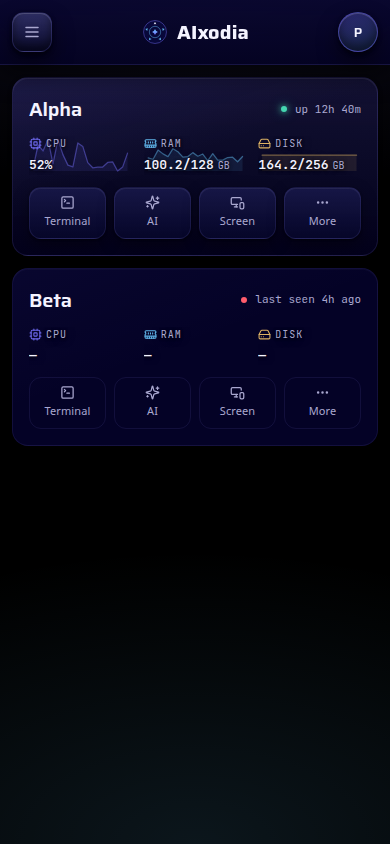 AIxodia
P
Alpha
up 12h 40m
CPU RAM DISK
52% 100.2/128 GB 164.2/256 GB
Terminal AI Screen More
Beta
last seen 4h ago
CPU RAM DISK
— — —
Terminal AI Screen More